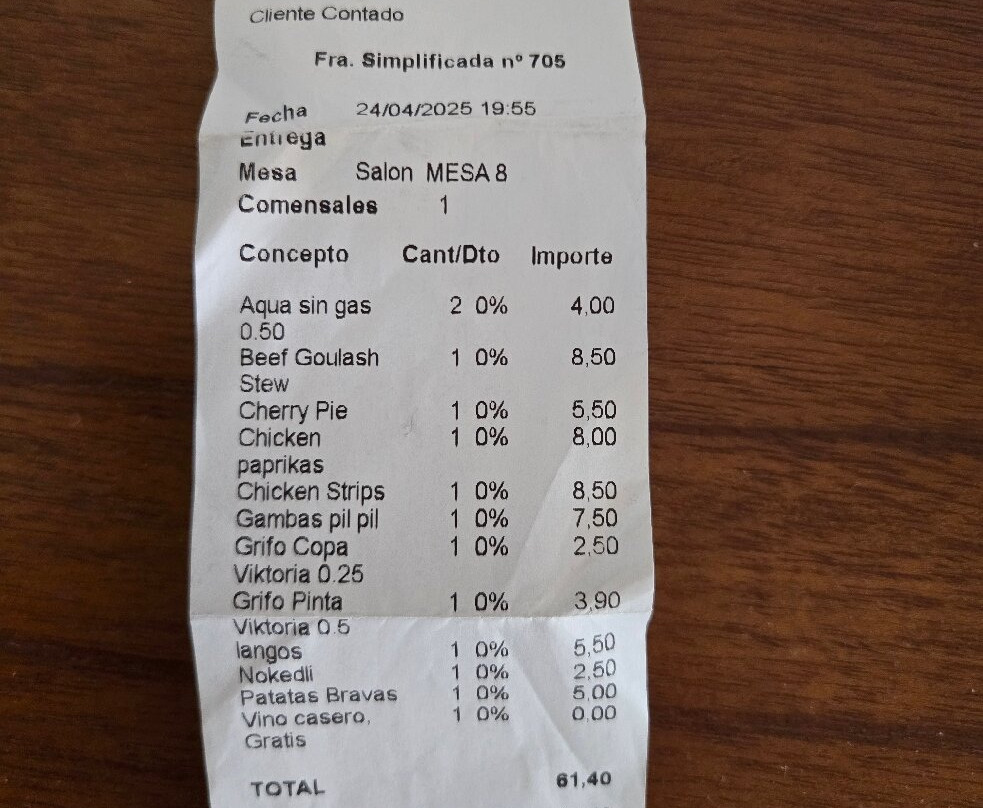 Cliente Contado
Fra. Simplificada nº 705
Fecha 24/04/2025 19:55
Entrega
Mesa Salon MESA 8
Comensales 1
Concepto Cant/Dto Importe
Aqua sin gas 2 0% 4,00
0.50
Beef Goulash 1 0% 8,50
Stew
Cherry Pie 1 0% 5,50
Chicken 1 0% 8,00
paprikas
Chicken Strips 1 0% 8,50
Gambas pil pil 1 0% 7,50
Grifo Copa 1 0% 2,50
Viktoria 0.25
Grifo Pinta 1 0% 3,90
Viktoria 0.5
langos 1 0% 5,50
Nokedli 1 0% 2,50
Patatas Bravas 1 0% 5,00
Vino casero, 1 0% 0,00
Gratis
TOTAL 61,40